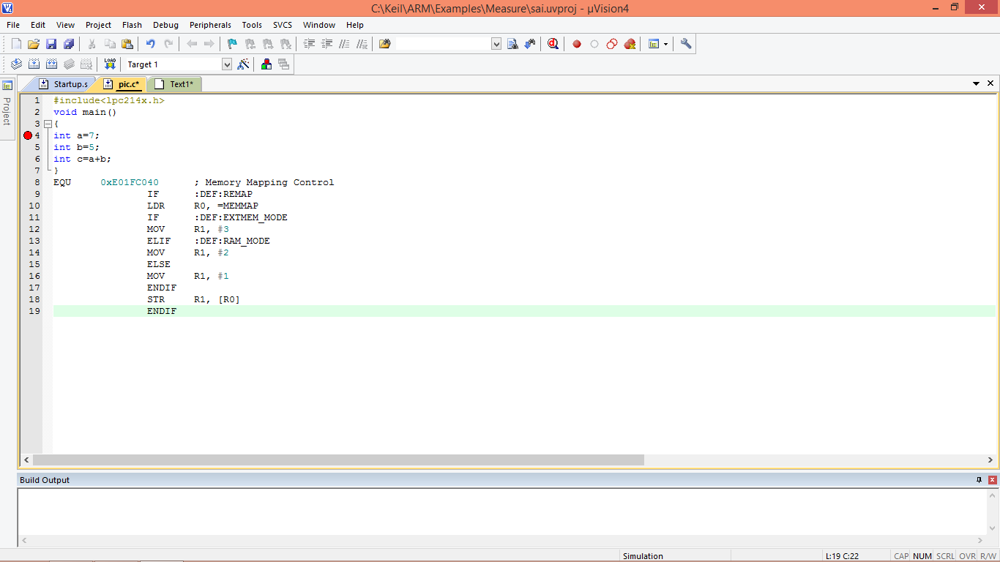 C:\Keil\ARM\Examples\Measure\sai.uvproj - µVision4
File Edit View Project Flash Debug Peripherals Tools SVCS Window Help
LOAD Target 1
Project
Startup.s pic.c* Text1*
1 #include<lpc214x.h>
2 void main()
3 {
4 int a=7;
5 int b=5;
6 int c=a+b;
7 }
8 EQU 0xE01FC040 ; Memory Mapping Control
9 IF :DEF:REMAP
10 LDR R0, =MEMMAP
11 IF :DEF:EXTMEM_MODE
12 MOV R1, #3
13 ELIF :DEF:RAM_MODE
14 MOV R1, #2
15 ELSE
16 MOV R1, #1
17 ENDIF
18 STR R1, [R0]
19 ENDIF
Build Output
Simulation L:19 C:22 CAP NUM SCRL OVR R/W